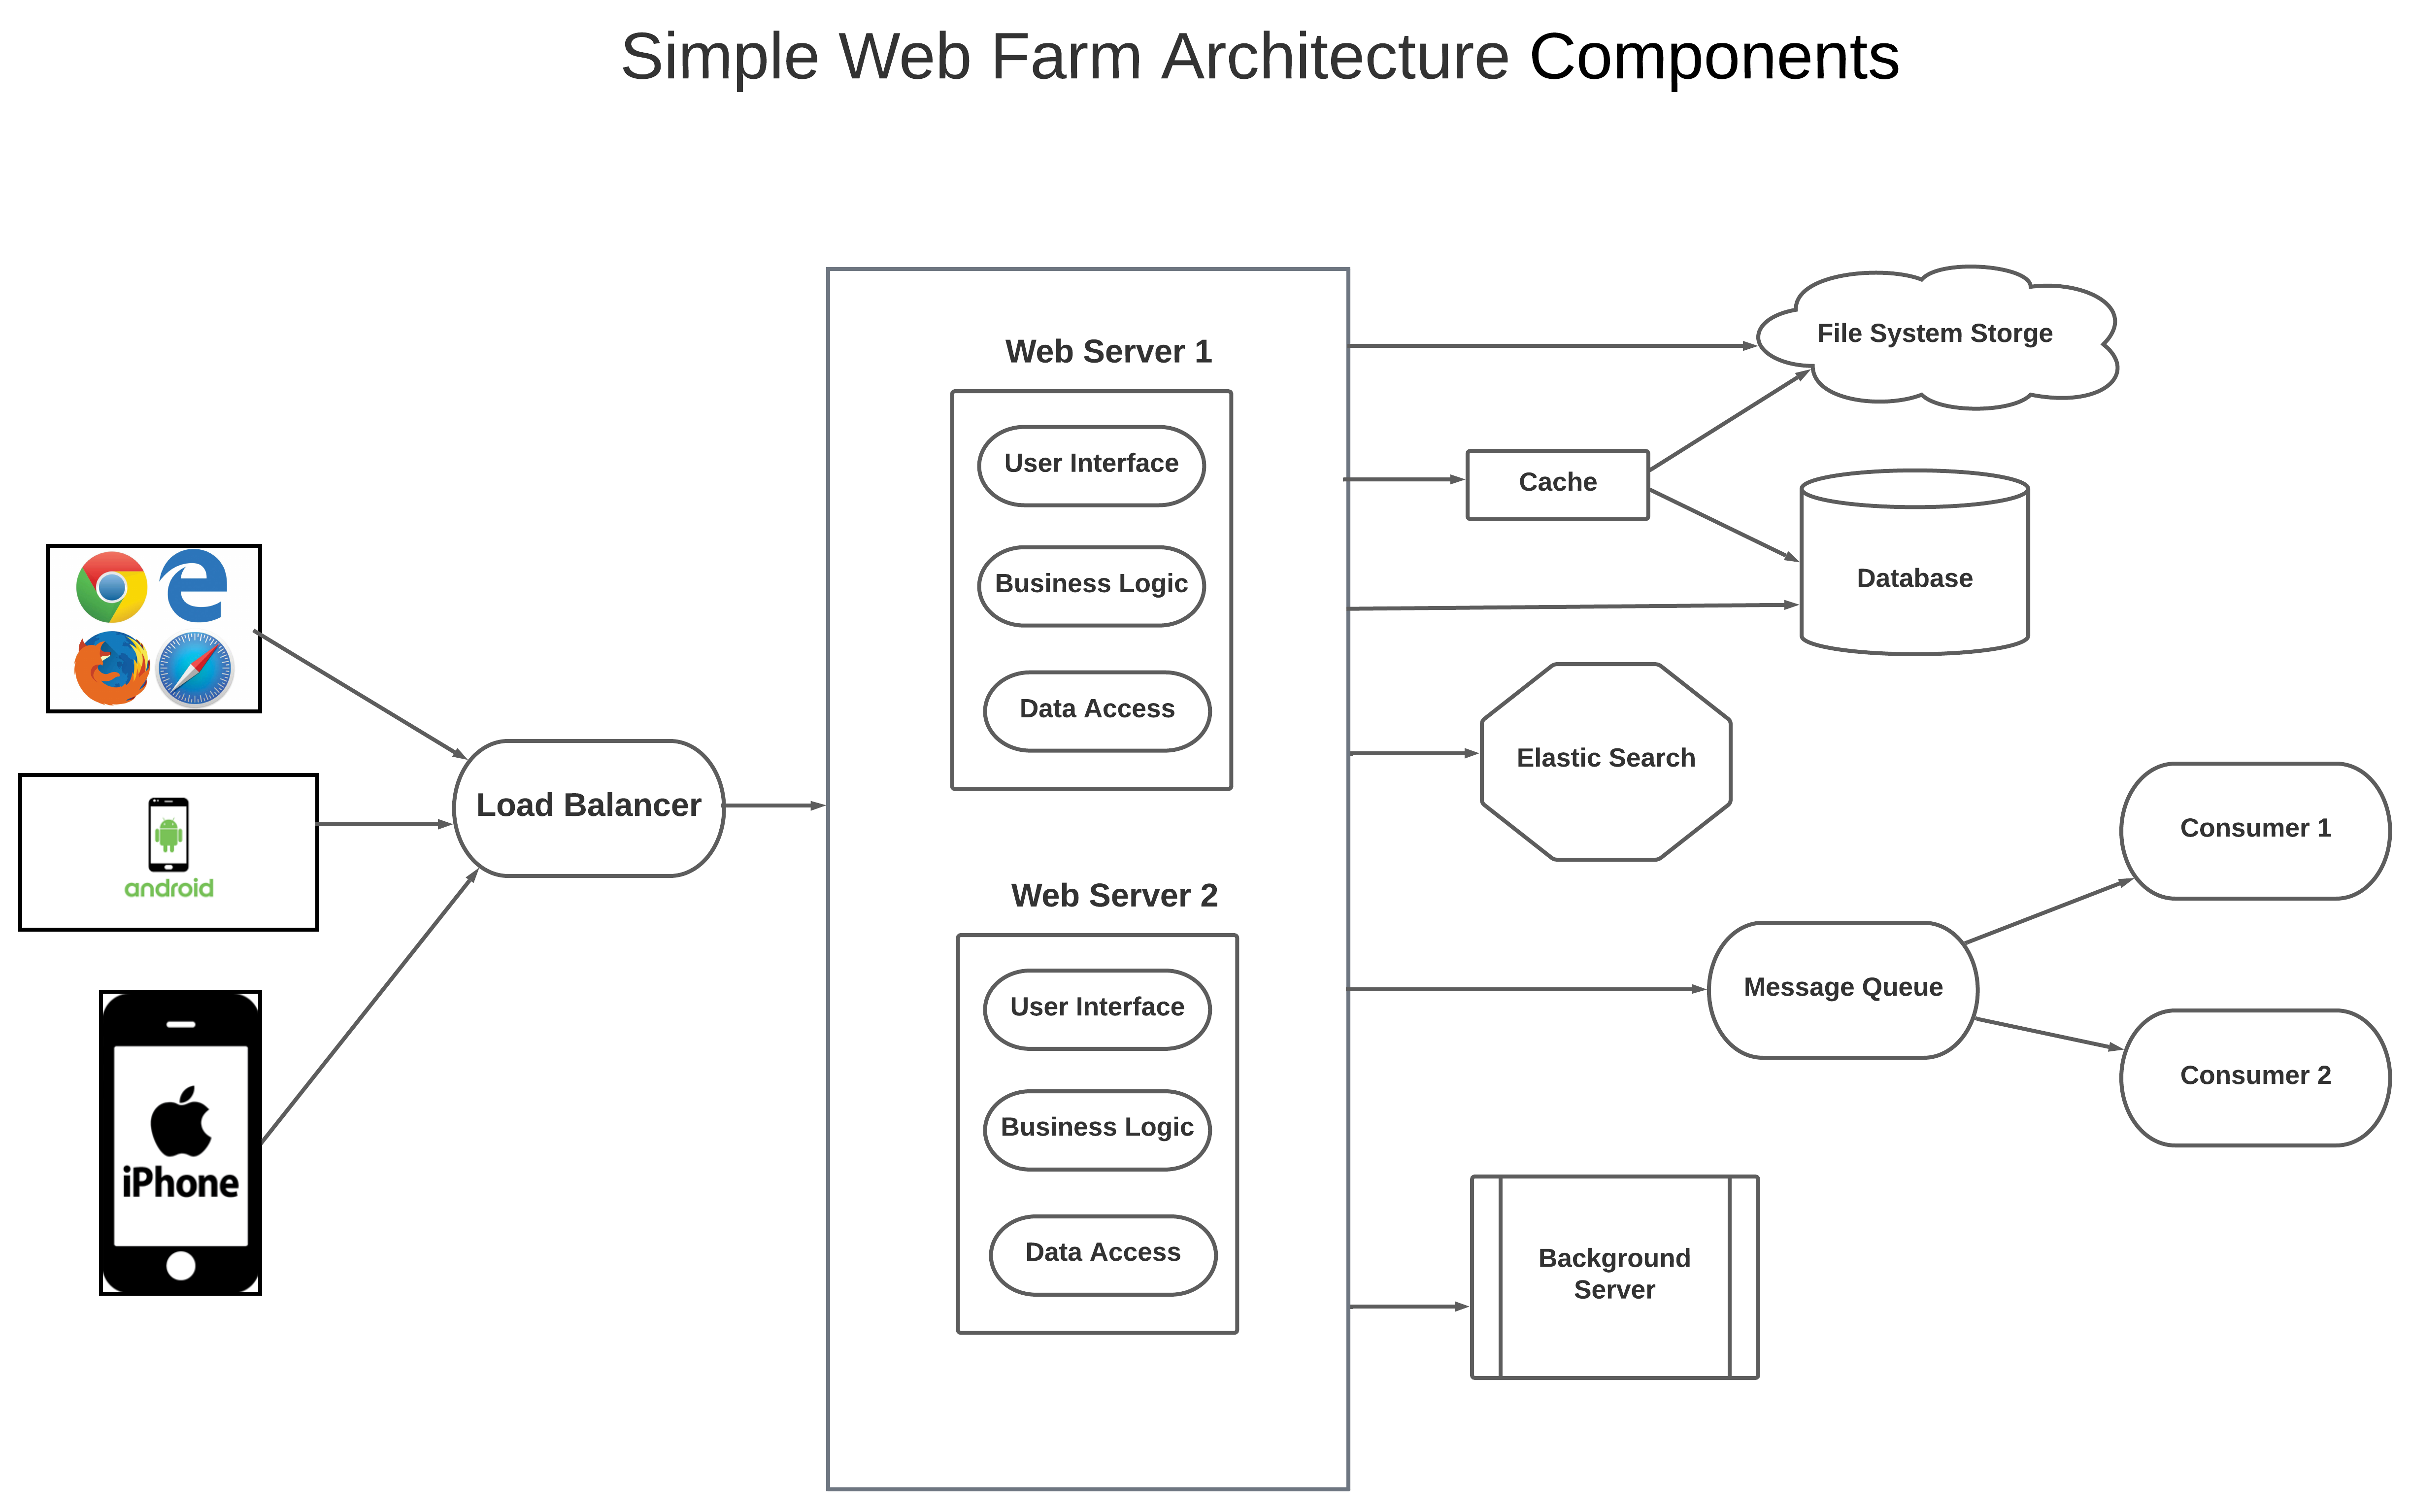 Simple Web Farm Architecture Components
Web Server 1
User Interface
Business Logic
Data Access
Web Server 2
User Interface
Business Logic
Data Access
android
iPhone
Load Balancer
File System Storge
Cache
Database
Elastic Search
Message Queue
Consumer 1
Consumer 2
Background
Server